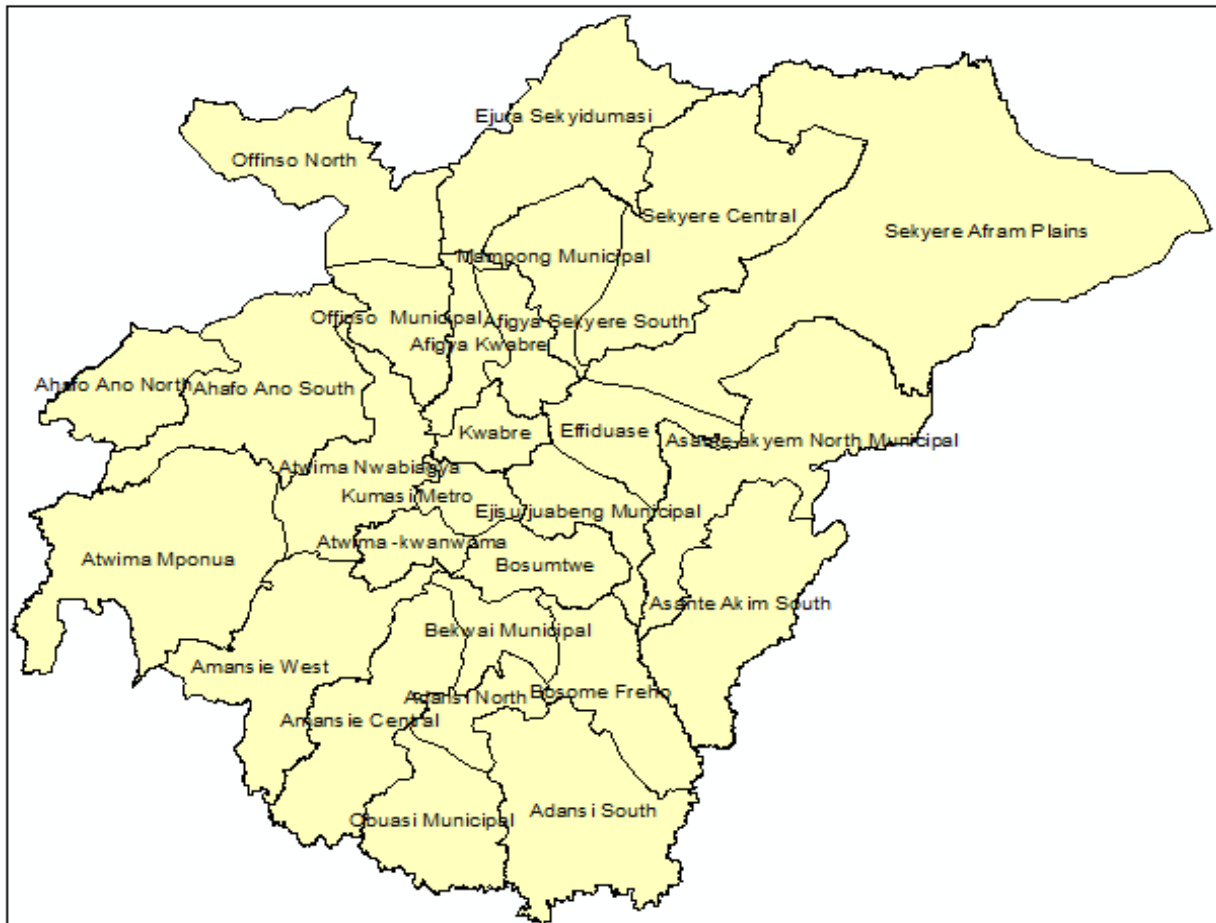 Ejura Sekyidumasi
Offinso North
Sekyere Central
Sekyere Afram Plains
Mampong Municipal
Offinso Municipal
Afigya Sekyere South
Afigya Kwabre
Ahafo Ano North
Ahafo Ano South
Kwabre
Effiduase
Asante akyem North Municipal
Atwima Nwabiagya
Kumasi Metro
Ejisu-juabeng Municipal
Atwima -kwanwama
Atwima Mponua
Bosumtwe
Asante Akim South
Bekwai Municipal
Amansie West
Adansi North
Bosome Freho
Amansie Central
Obuasi Municipal
Adansi South